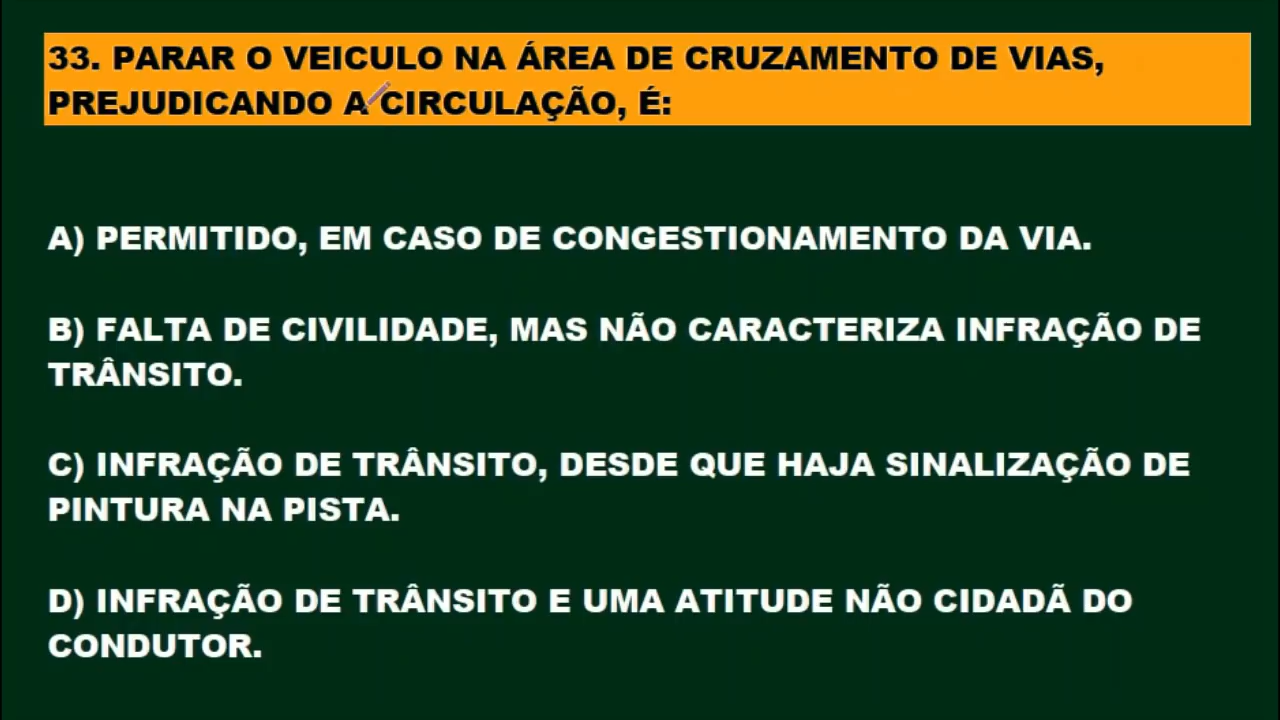 33. PARAR O VEICULO NA ÁREA DE CRUZAMENTO DE VIAS,
PREJUDICANDO A CIRCULAÇÃO, É:
A) PERMITIDO, EM CASO DE CONGESTIONAMENTO DA VIA.
B) FALTA DE CIVILIDADE, MAS NÃO CARACTERIZA INFRAÇÃO DE
TRÂNSITO.
C) INFRAÇÃO DE TRÂNSITO, DESDE QUE HAJA SINALIZAÇÃO DE
PINTURA NA PISTA.
D) INFRAÇÃO DE TRÂNSITO E UMA ATITUDE NÃO CIDADÃ DO
CONDUTOR.